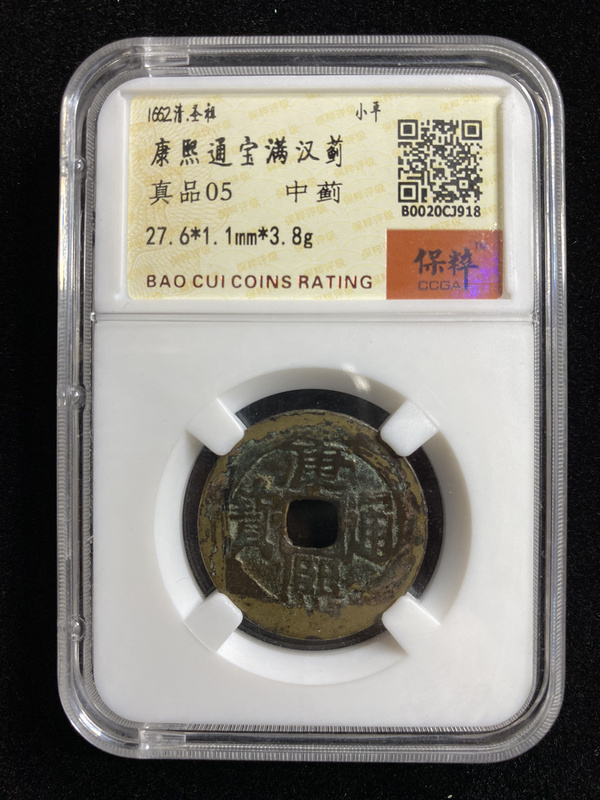 1662清.圣祖 小平
康熙通宝满汉蓟
真品05 中蓟
27.6*1.1mm*3.8g
B0020CJ918
保粹
CCGA
BAO CUI COINS RATING
康熙通寶